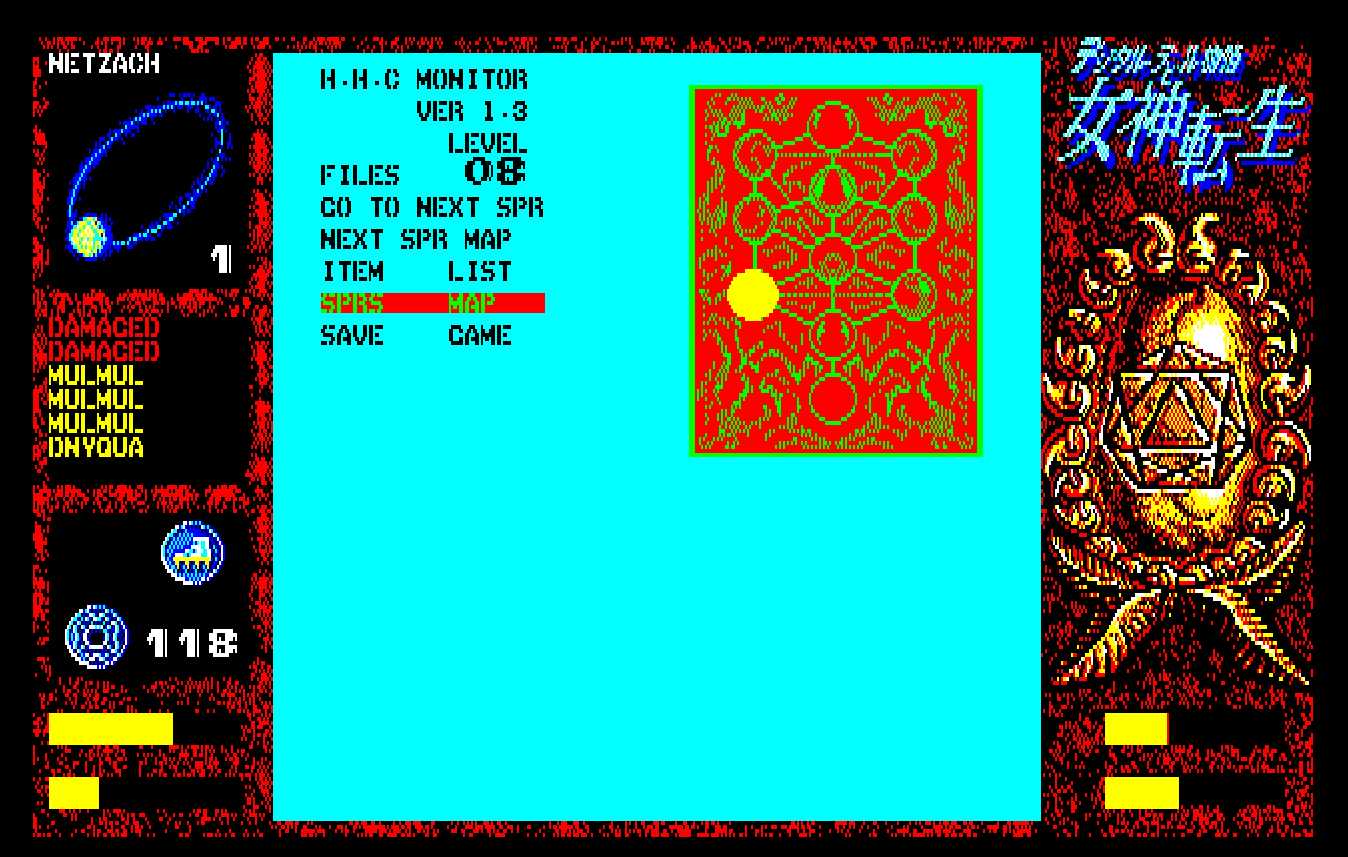 NETZACH
1
DAMAGED
DAMAGED
MULMUL
MULMUL
MULMUL
DNYQUA
118
H.H.C MONITOR
VER 1.3
LEVEL
FILES 08
GO TO NEXT SPR
NEXT SPR MAP
ITEM LIST
SPRS MAP
SAVE GAME
デジタル・デビル物語
女神転生